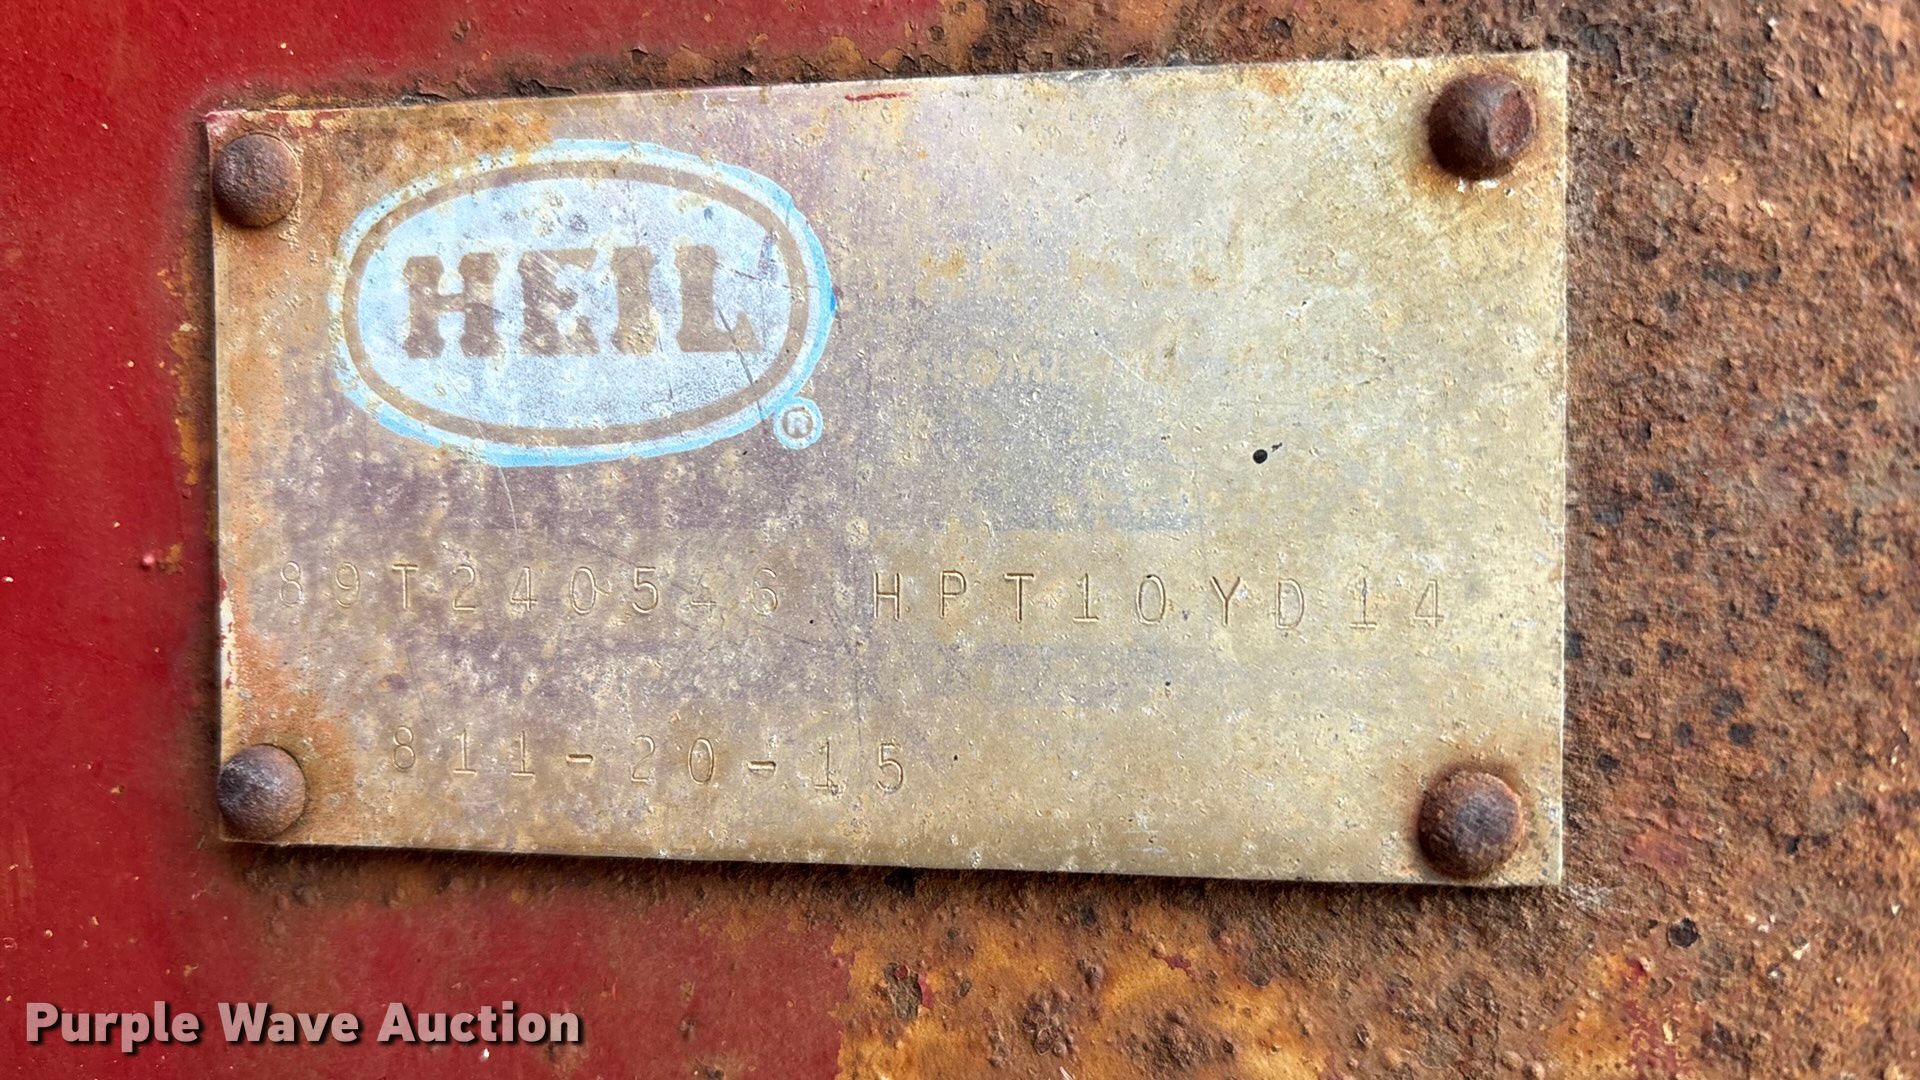 HEIL
®
89T240546 HPT10YD14
811-20-15
Purple Wave Auction